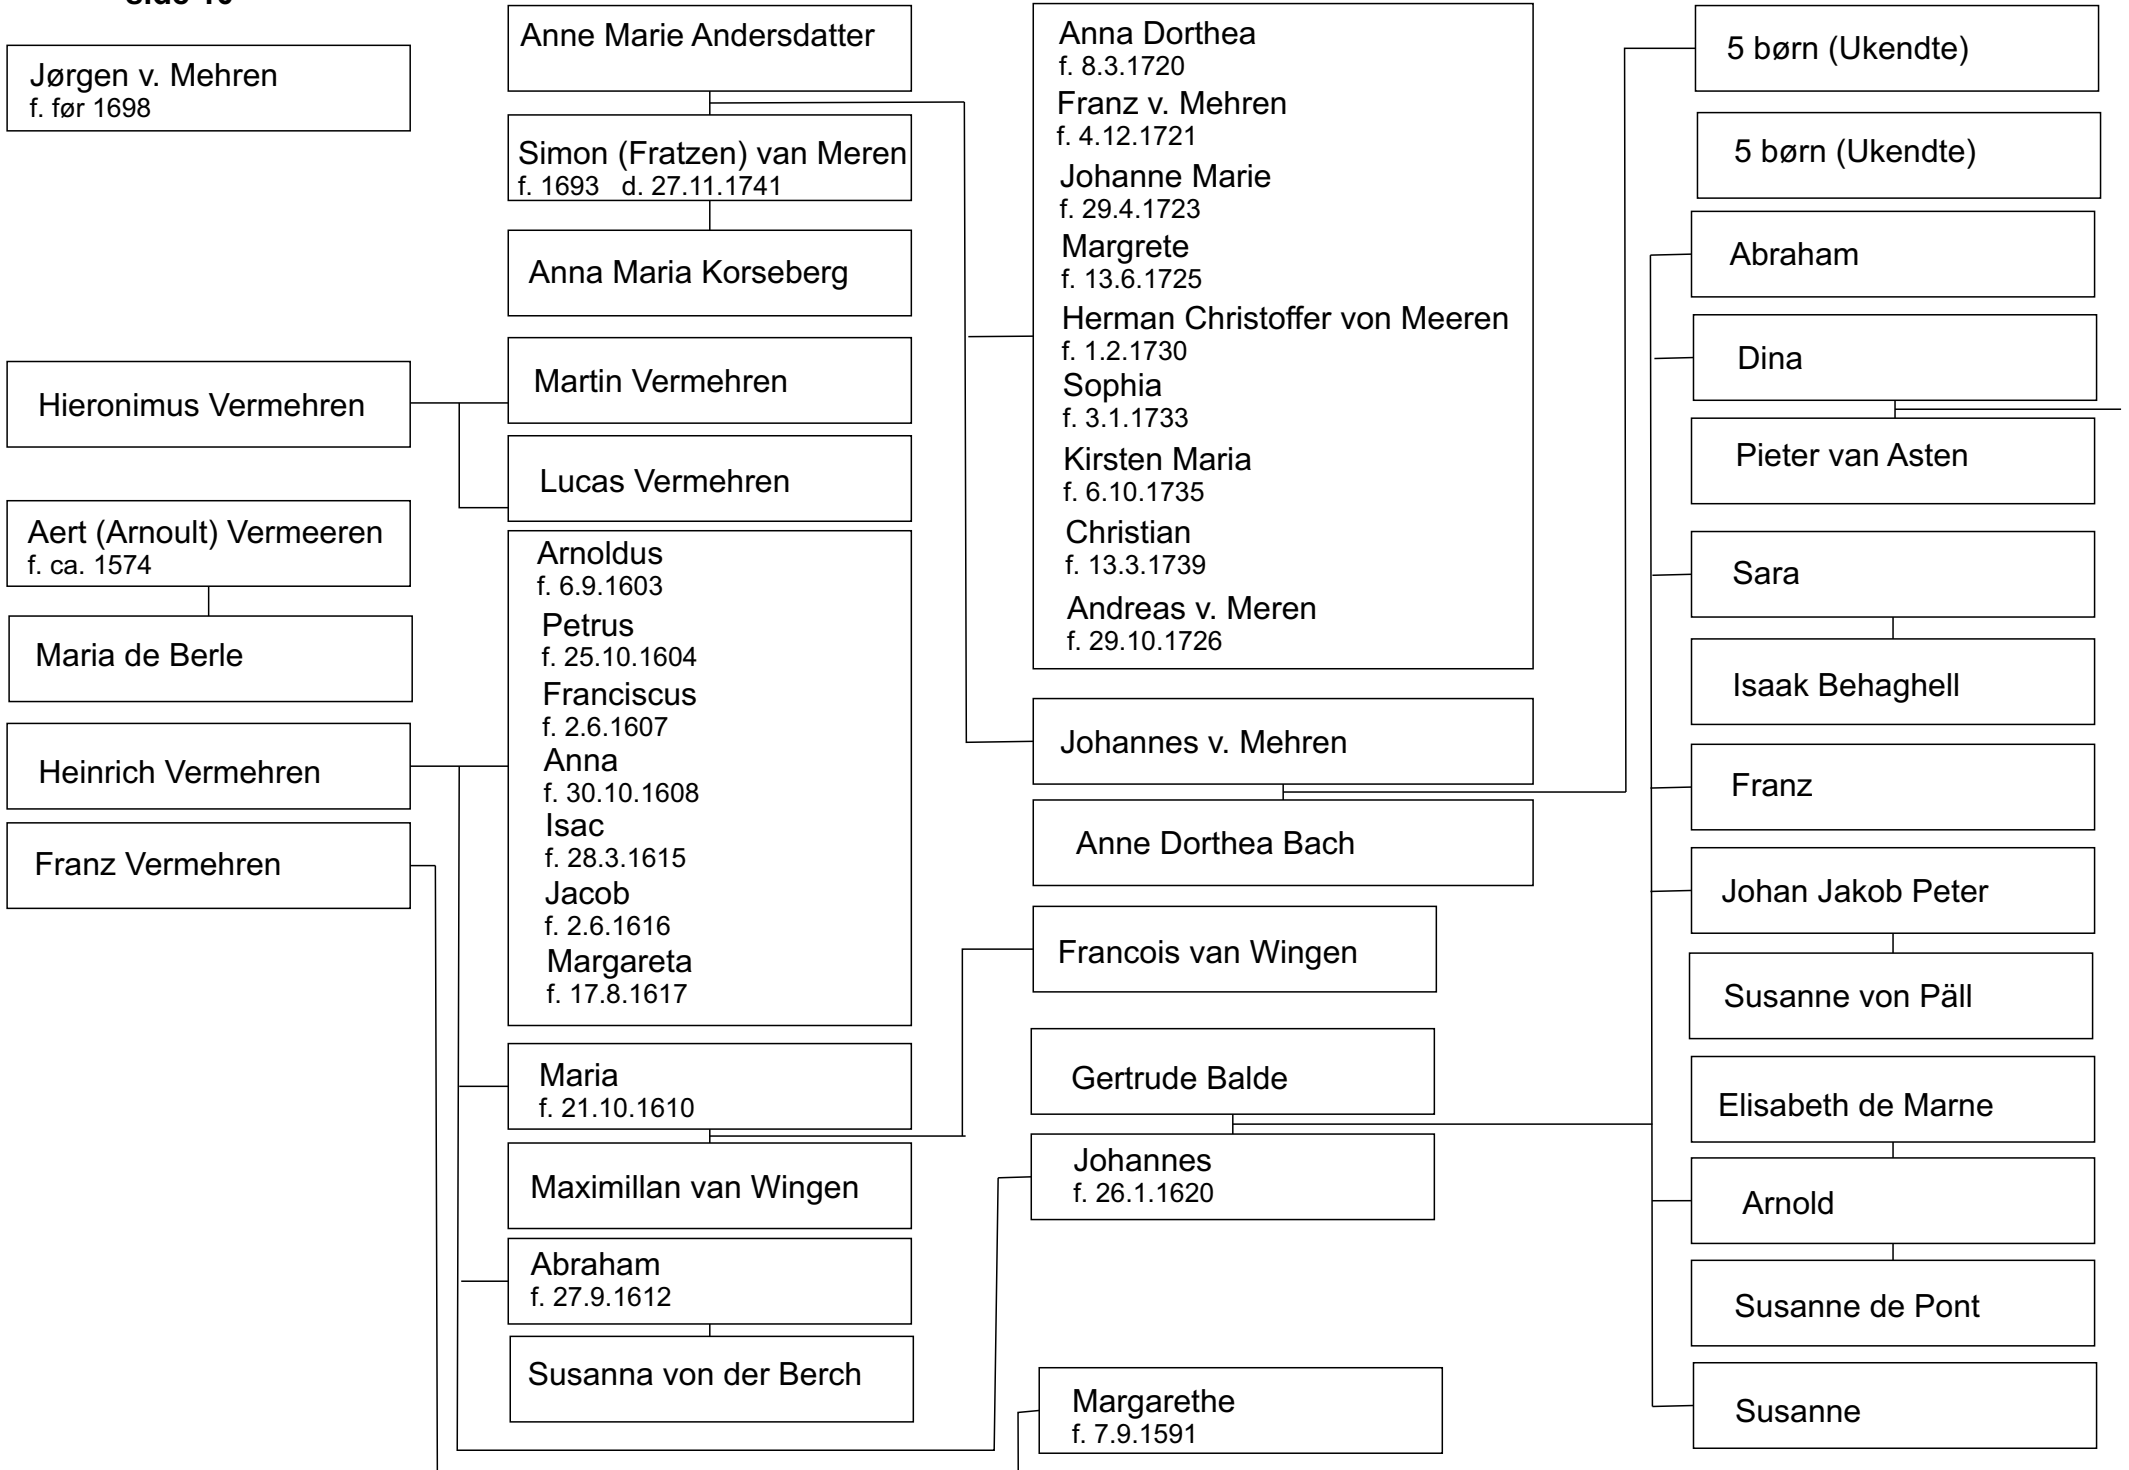 Jørgen v. Mehren
f. før 1698
Hieronimus Vermehren
Aert (Arnoult) Vermeeren
f. ca. 1574
Maria de Berle
Heinrich Vermehren
Franz Vermehren
Anne Marie Andersdatter
Simon (Fratzen) van Meren
f. 1693 d. 27.11.1741
Anna Maria Korseberg
Martin Vermehren
Lucas Vermehren
Arnoldus
f. 6.9.1603
Petrus
f. 25.10.1604
Franciscus
f. 2.6.1607
Anna
f. 30.10.1608
Isac
f. 28.3.1615
Jacob
f. 2.6.1616
Margareta
f. 17.8.1617
Maria
f. 21.10.1610
Maximillan van Wingen
Abraham
f. 27.9.1612
Susanna von der Berch
Anna Dorthea
f. 8.3.1720
Franz v. Mehren
f. 4.12.1721
Johanne Marie
f. 29.4.1723
Margrete
f. 13.6.1725
Herman Christoffer von Meeren
f. 1.2.1730
Sophia
f. 3.1.1733
Kirsten Maria
f. 6.10.1735
Christian
f. 13.3.1739
Andreas v. Meren
f. 29.10.1726
Johannes v. Mehren
Anne Dorthea Bach
Francois van Wingen
Gertrude Balde
Johannes
f. 26.1.1620
Margarethe
f. 7.9.1591
5 børn (Ukendte)
5 børn (Ukendte)
Abraham
Dina
Pieter van Asten
Sara
Isaak Behaghell
Franz
Johan Jakob Peter
Susanne von Päll
Elisabeth de Marne
Arnold
Susanne de Pont
Susanne